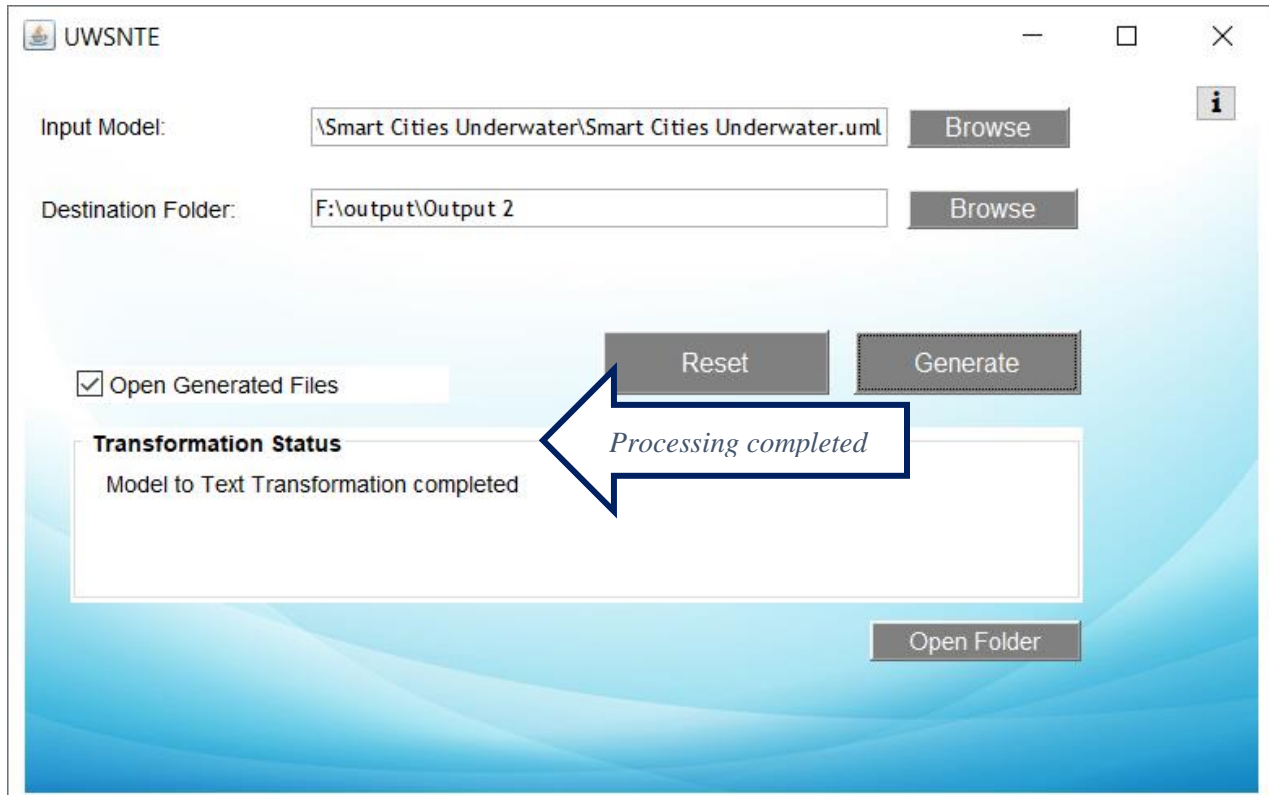 UWSNTE
i
Input Model: \Smart Cities Underwater\Smart Cities Underwater.uml Browse
Destination Folder: F:\output\Output 2 Browse
Reset Generate
Open Generated Files
Processing completed
Transformation Status
Model to Text Transformation completed
Open Folder